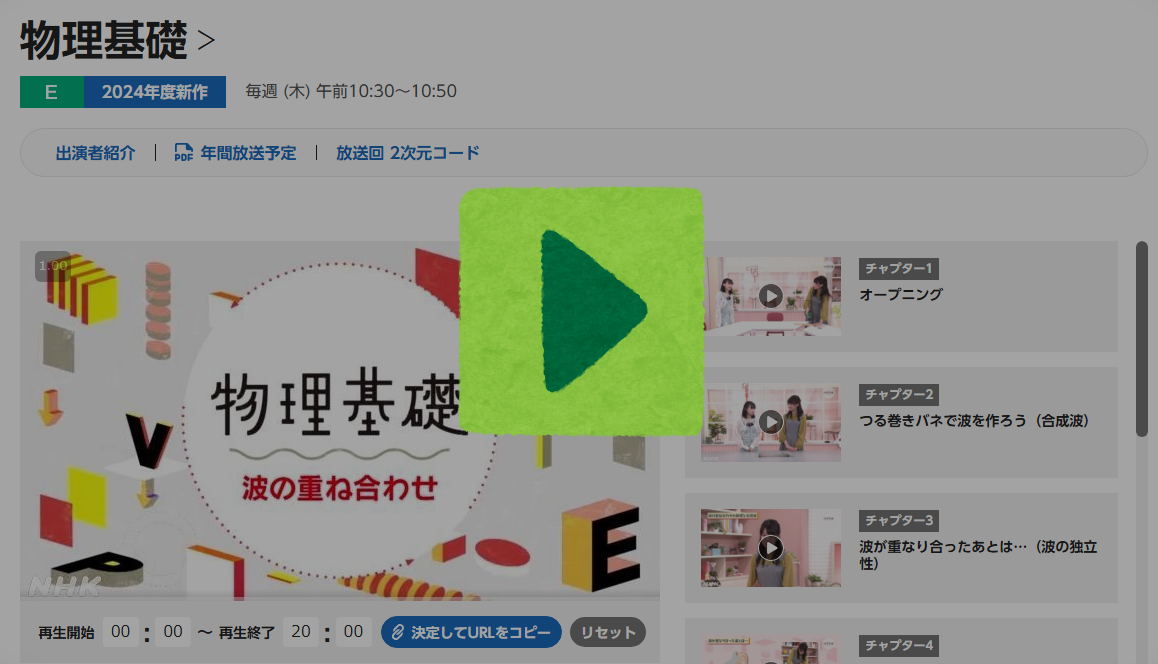 物理基礎 >
E 2024年度新作 毎週 (木) 午前10:30〜10:50
出演者紹介 | PDF 年間放送予定 | 放送回 2次元コード
1.00
物理基礎
波の重ね合わせ
V
P
E
NHK
再生開始 00 : 00 〜 再生終了 20 : 00 決定してURLをコピー リセット
チャプター1
オープニング
チャプター2
つる巻きバネで波を作ろう（合成波）
チャプター3
波が重なり合ったあとは…（波の独立
性）
チャプター4